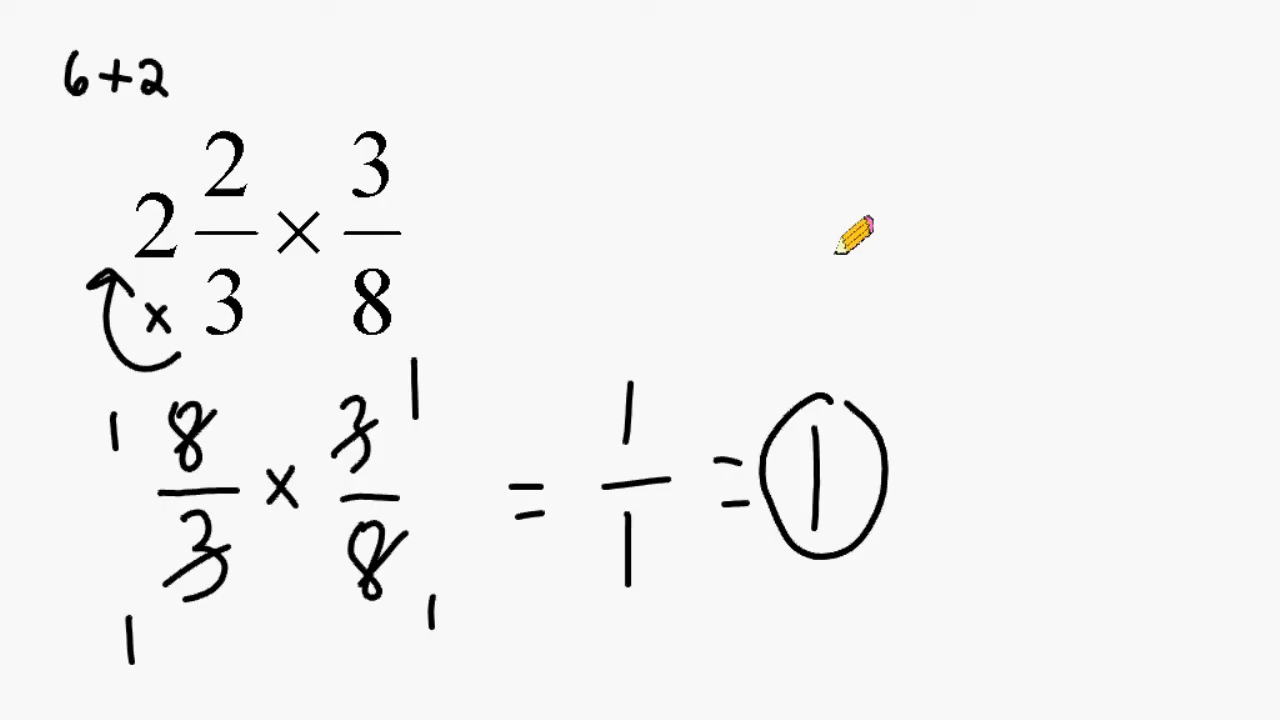 6+2
2 2/3 × 3/8
1 8/3 × 3/8 1 = 1/1 = 1
1 1